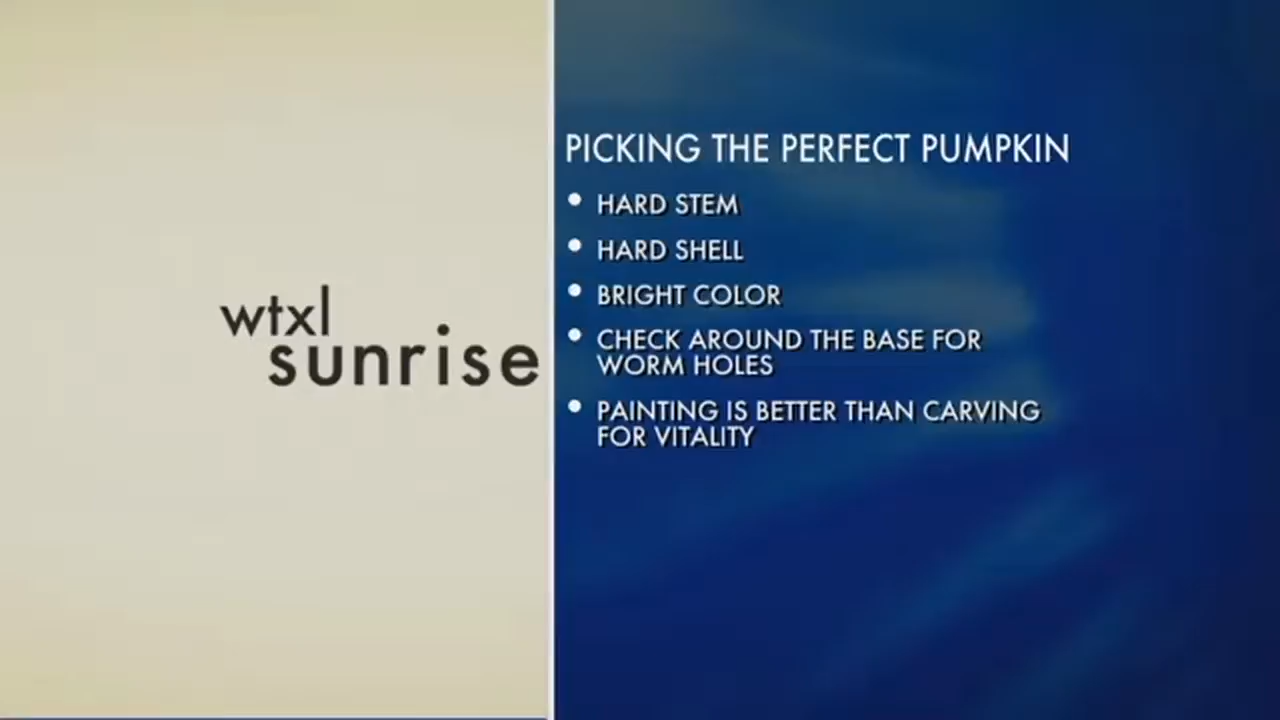 wtxl
sunrise
PICKING THE PERFECT PUMPKIN
• HARD STEM
• HARD SHELL
• BRIGHT COLOR
• CHECK AROUND THE BASE FOR
WORM HOLES
• PAINTING IS BETTER THAN CARVING
FOR VITALITY